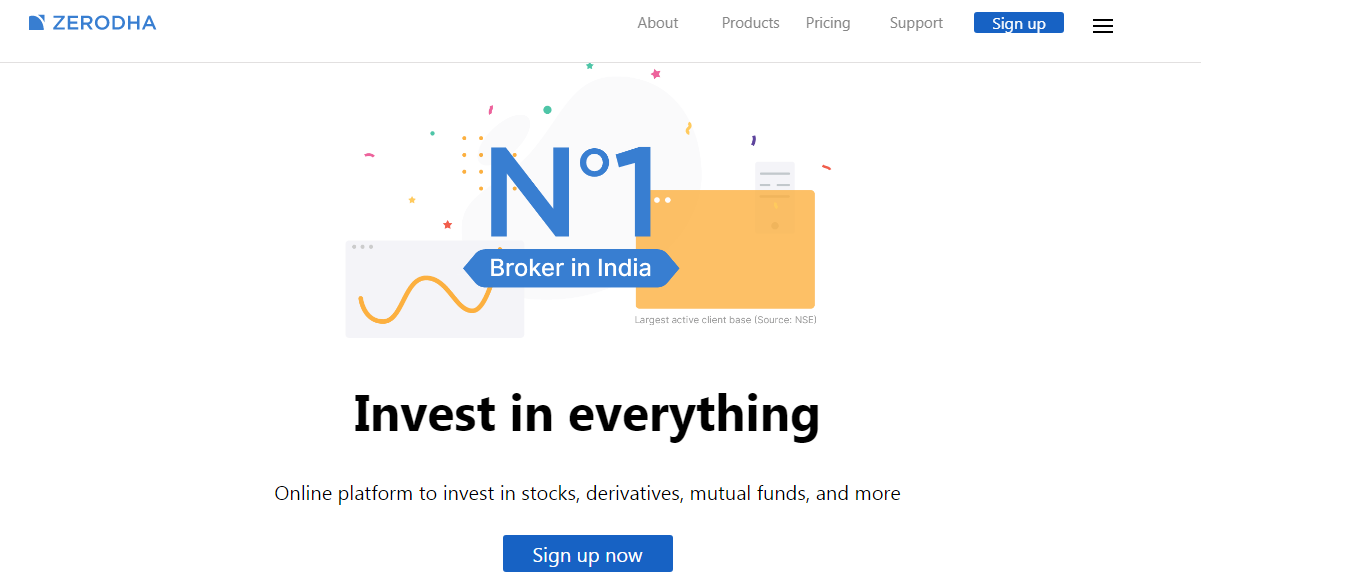 ZERODHA About Products Pricing Support Sign up
N°1
Broker in India
Largest active client base (Source: NSE)
Invest in everything
Online platform to invest in stocks, derivatives, mutual funds, and more
Sign up now